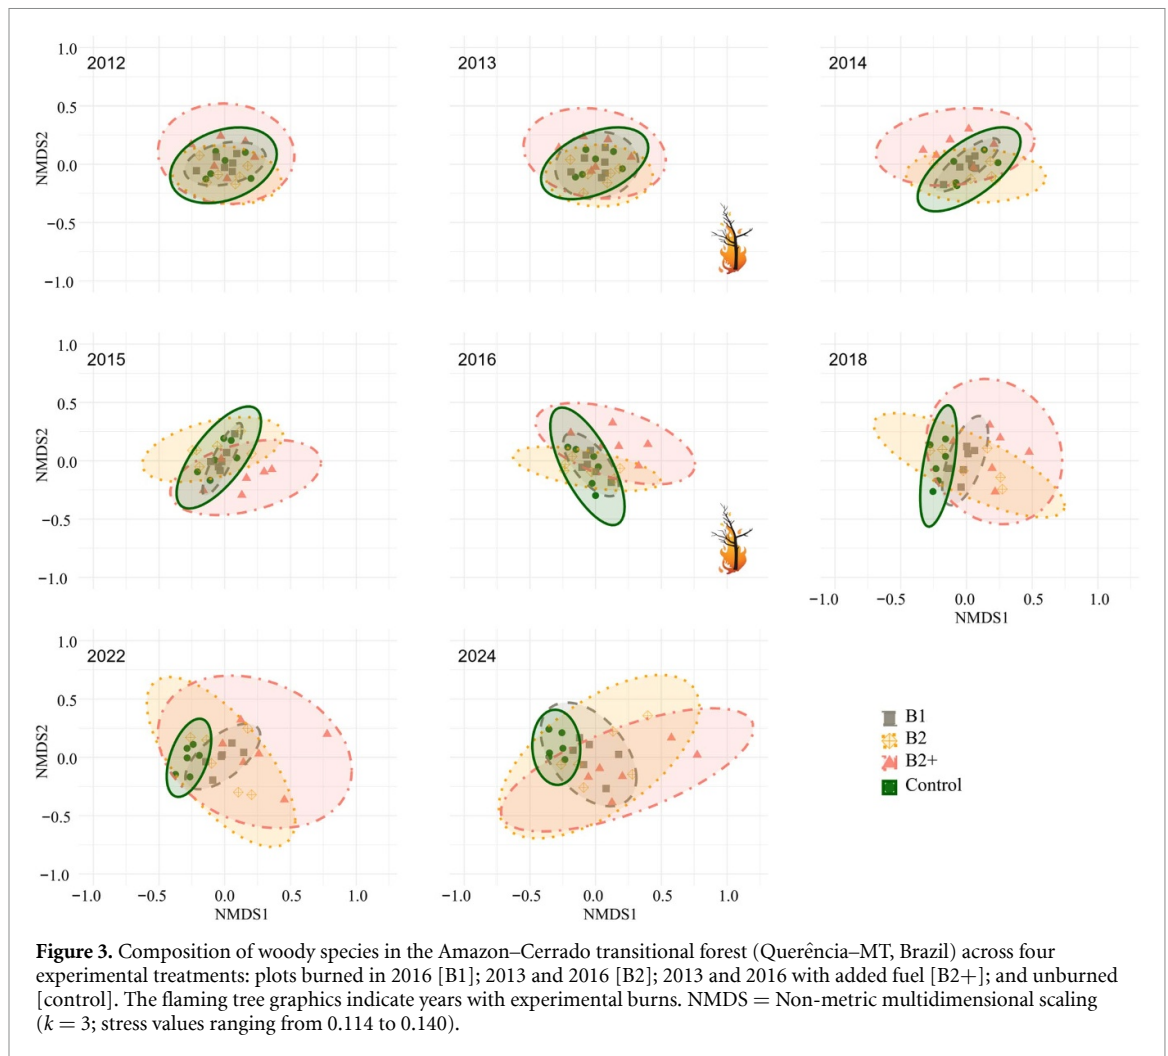 1.0
2012
2013
2014
0.5
NMDS2
0.0
−0.5
−1.0
1.0
2015
2016
2018
0.5
NMDS2
0.0
−0.5
−1.0
−1.0 −0.5 0.0 0.5 1.0
NMDS1
1.0
2022
2024
0.5
NMDS2
0.0
−0.5
−1.0
B1
B2
B2+
Control
−1.0 −0.5 0.0 0.5 1.0
NMDS1
−1.0 −0.5 0.0 0.5 1.0
NMDS1
Figure 3. Composition of woody species in the Amazon–Cerrado transitional forest (Querência–MT, Brazil) across four
experimental treatments: plots burned in 2016 [B1]; 2013 and 2016 [B2]; 2013 and 2016 with added fuel [B2+]; and unburned
[control]. The flaming tree graphics indicate years with experimental burns. NMDS = Non-metric multidimensional scaling
(k = 3; stress values ranging from 0.114 to 0.140).